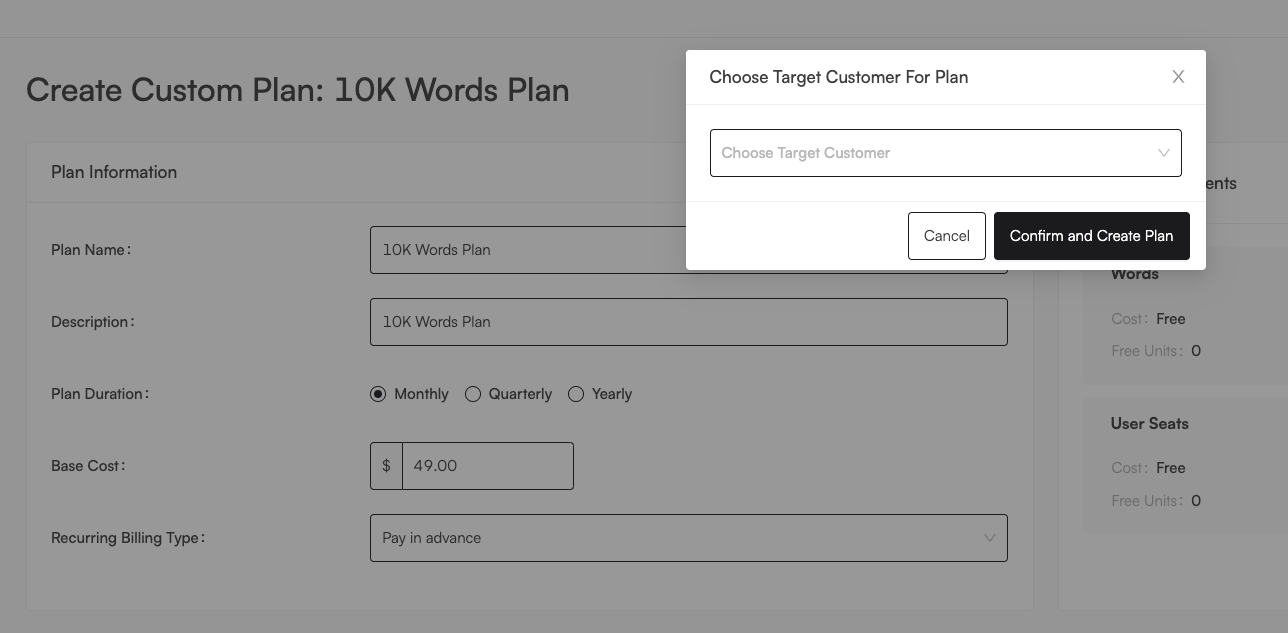 Create Custom Plan: 10K Words Plan
Choose Target Customer For Plan
Choose Target Customer
Cancel
Confirm and Create Plan
Plan Information
Plan Name:
10K Words Plan
Description:
10K Words Plan
Plan Duration:
Monthly
Quarterly
Yearly
Base Cost:
$ 49.00
Recurring Billing Type:
Pay in advance
ents
Words
Cost: Free
Free Units: 0
User Seats
Cost: Free
Free Units: 0